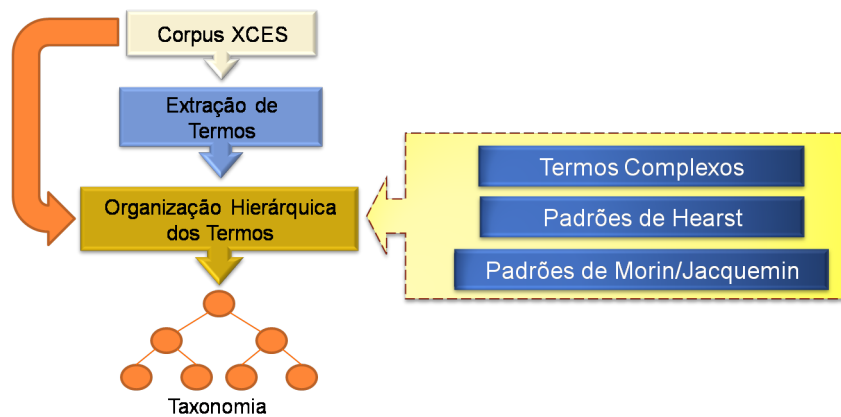 Corpus XCES
Extração de
Termos
Organização Hierárquica
dos Termos
Termos Complexos
Padrões de Hearst
Padrões de Morin/Jacquemin
Taxonomia